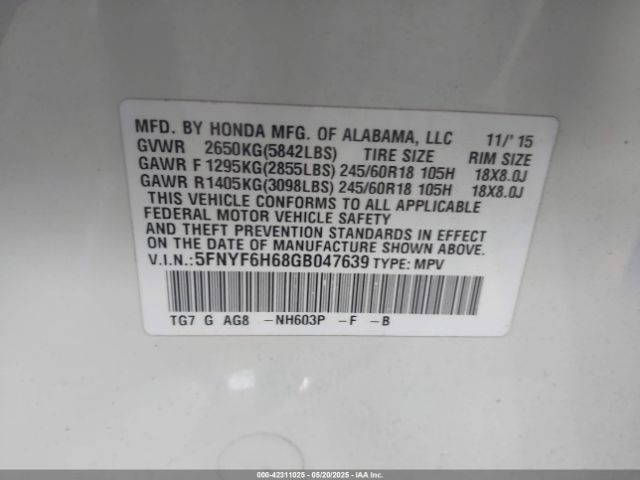 MFD. BY HONDA MFG. OF ALABAMA, LLC 11/'15
GVWR 2650KG(5842LBS) TIRE SIZE RIM SIZE
GAWR F 1295KG(2855LBS) 245/60R18 105H 18X8.0J
GAWR R 1405KG(3098LBS) 245/60R18 105H 18X8.0J
THIS VEHICLE CONFORMS TO ALL APPLICABLE
FEDERAL MOTOR VEHICLE SAFETY
AND THEFT PREVENTION STANDARDS IN EFFECT
ON THE DATE OF MANUFACTURE SHOWN ABOVE.
V.I.N.:5FNYF6H68GB047639 TYPE: MPV
TG7 G AG8 -NH603P -F -B
000-42311025 - 05/20/2025 - IAAI.COM